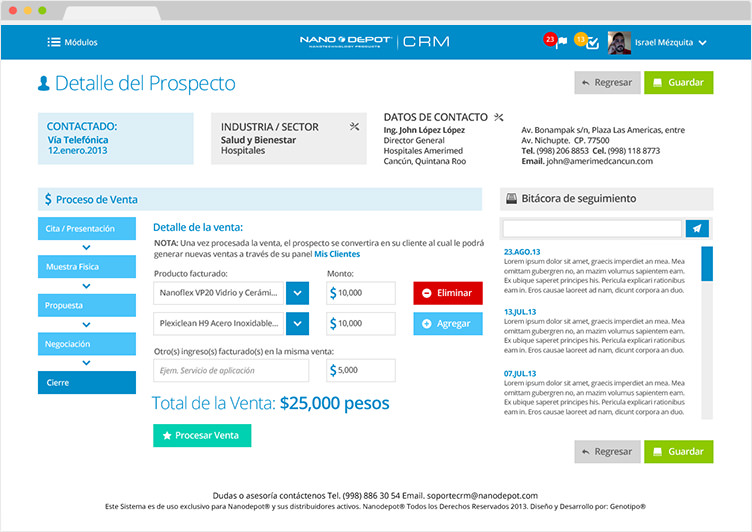 Módulos
NANO DEPOT
NANOTECHNOLOGY PRODUCTS
CRM
23
13
Israel Mézquita
Detalle del Prospecto
Regresar
Guardar
CONTACTADO:
Vía Telefónica
12.enero.2013
INDUSTRIA / SECTOR
Salud y Bienestar
Hospitales
DATOS DE CONTACTO
Ing. John López López
Director General
Hospitales Amerimed
Cancún, Quintana Roo
Av. Bonampak s/n, Plaza Las Americas, entre
Av. Nichupte. CP. 77500
Tel. (998) 206 8853 Cel. (998) 118 8773
Email. john@amerimedcancun.com
$ Proceso de Venta
Cita / Presentación
Muestra Física
Propuesta
Negociación
Cierre
Detalle de la venta:
NOTA: Una vez procesada la venta, el prospecto se convertira en su cliente al cual le podrá
generar nuevas ventas a través de su panel Mis Clientes
Producto facturado:
Monto:
Nanoflex VP20 Vidrio y Cerámi...
$ 10,000
Eliminar
Plexiclean H9 Acero Inoxidable...
$ 10,000
Agregar
Otro(s) ingreso(s) facturado(s) en la misma venta:
Ejem. Servicio de aplicación
$ 5,000
Total de la Venta: $25,000 pesos
Procesar Venta
Bitácora de seguimiento
23.AGO.13
Lorem ipsum dolor sit amet, graecis imperdiet an mea. Mea
omittam gubergren no, an mazim volumus sapientem eam.
Ex ubique saperet principes his. Pericula explicari rationibus
eam in. Eros causae laoreet ad nam, dicunt corpora an duo.
13.JUL.13
Lorem ipsum dolor sit amet, graecis imperdiet an mea. Mea
omittam gubergren no, an mazim volumus sapientem eam.
Ex ubique saperet principes his. Pericula explicari rationibus
eam in. Eros causae laoreet ad nam, dicunt corpora an duo.
07.JUL.13
Lorem ipsum dolor sit amet, graecis imperdiet an mea. Mea
omittam gubergren no, an mazim volumus sapientem eam.
Ex ubique saperet principes his. Pericula explicari rationibus
eam in. Eros causae laoreet ad nam, dicunt corpora an duo.
Regresar
Guardar
Dudas o asesoría contáctenos Tel. (998) 886 30 54 Email. soportecrm@nanodepot.com
Este Sistema es de uso exclusivo para Nanodepot® y sus distribuidores activos. Nanodepot® Todos los Derechos Reservados 2013. Diseño y Desarrollo por: Genotipo®